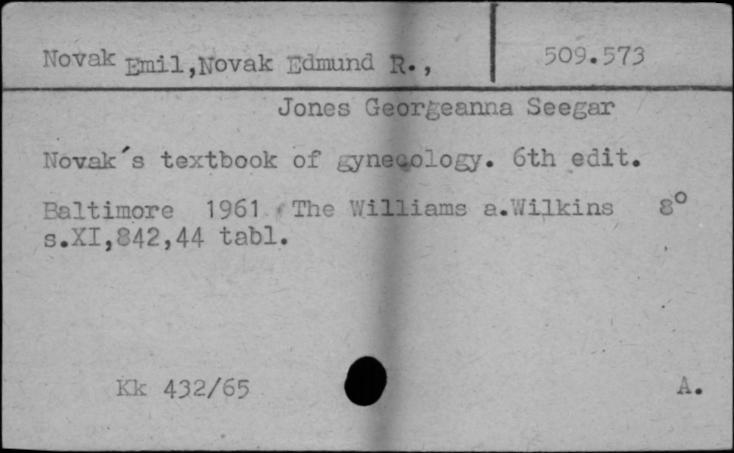 Novak Emil,Novak Edmund R., 509.573
Jones Georgeanna Seegar
Novak´s textbook of gynecology. 6th edit.
Baltimore 1961 The Williams a.Wilkins 8°
s.XI,842,44 tabl.
Kk 432/65 A.